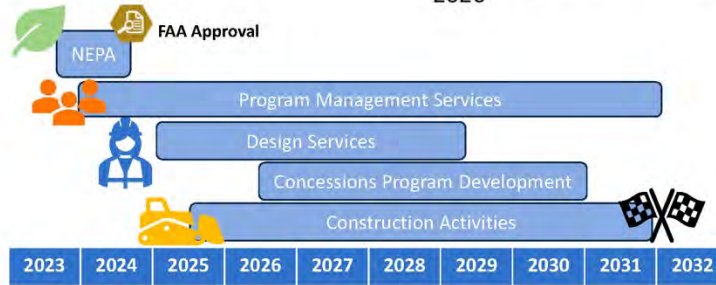 FAA Approval
NEPA
Program Management Services
Design Services
Concessions Program Development
Construction Activities
2023 2024 2025 2026 2027 2028 2029 2030 2031 2032